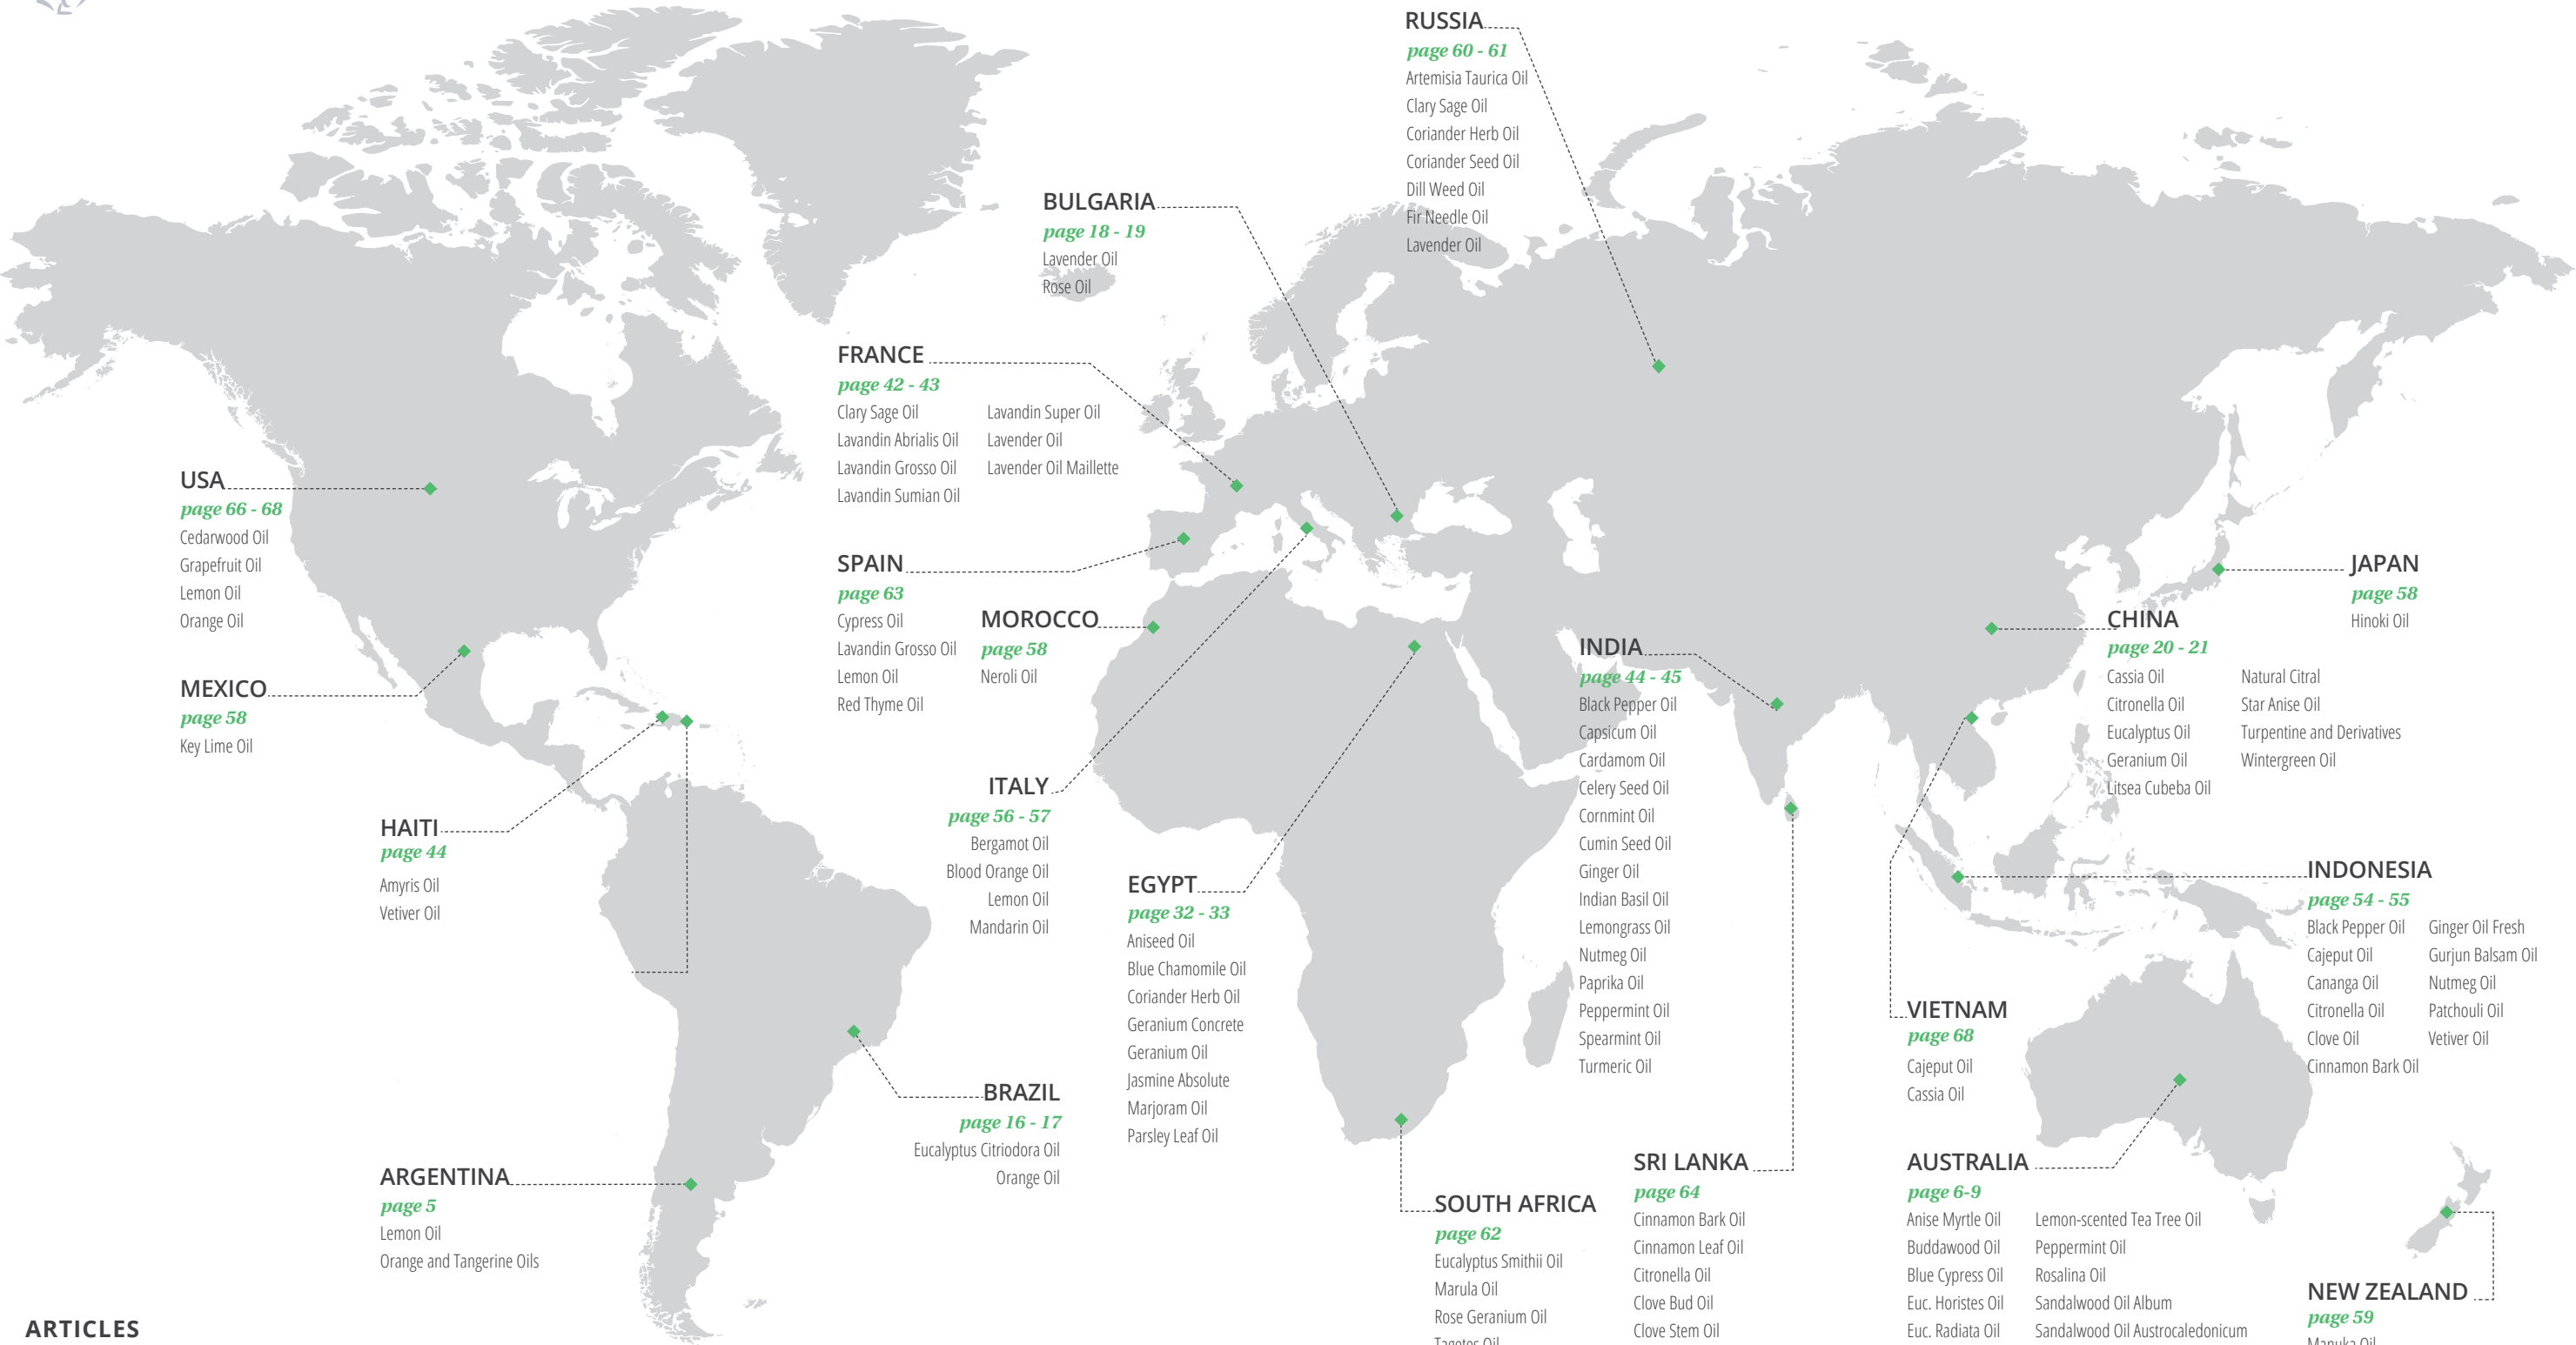 RUSSIA
page 60 - 61
Artemisia Taurica Oil
Clary Sage Oil
Coriander Herb Oil
Coriander Seed Oil
Dill Weed Oil
Fir Needle Oil
Lavender Oil
BULGARIA
page 18 - 19
Lavender Oil
Rose Oil
FRANCE
page 42 - 43
Clary Sage Oil
Lavandin Abrialis Oil
Lavandin Grosso Oil
Lavandin Sumian Oil
Lavandin Super Oil
Lavender Oil
Lavender Oil Maillette
USA
page 66 - 68
Cedarwood Oil
Grapefruit Oil
Lemon Oil
Orange Oil
SPAIN
page 63
Cypress Oil
Lavandin Grosso Oil
Lemon Oil
Red Thyme Oil
MOROCCO
page 58
Neroli Oil
JAPAN
page 58
Hinoki Oil
CHINA
page 20 - 21
Cassia Oil
Citronella Oil
Eucalyptus Oil
Geranium Oil
Litsea Cubeba Oil
Natural Citral
Star Anise Oil
Turpentine and Derivatives
Wintergreen Oil
INDIA
page 44 - 45
Black Pepper Oil
Capsicum Oil
Cardamom Oil
Celery Seed Oil
Cornmint Oil
Cumin Seed Oil
Ginger Oil
Indian Basil Oil
Lemongrass Oil
Nutmeg Oil
Paprika Oil
Peppermint Oil
Spearmint Oil
Turmeric Oil
MEXICO
page 58
Key Lime Oil
HAITI
page 44
Amyris Oil
Vetiver Oil
ITALY
page 56 - 57
Bergamot Oil
Blood Orange Oil
Lemon Oil
Mandarin Oil
EGYPT
page 32 - 33
Aniseed Oil
Blue Chamomile Oil
Coriander Herb Oil
Geranium Concrete
Geranium Oil
Jasmine Absolute
Marjoram Oil
Parsley Leaf Oil
INDONESIA
page 54 - 55
Black Pepper Oil
Cajeput Oil
Cananga Oil
Citronella Oil
Clove Oil
Cinnamon Bark Oil
Ginger Oil Fresh
Gurjun Balsam Oil
Nutmeg Oil
Patchouli Oil
Vetiver Oil
VIETNAM
page 68
Cajeput Oil
Cassia Oil
BRAZIL
page 16 - 17
Eucalyptus Citriodora Oil
Orange Oil
ARGENTINA
page 5
Lemon Oil
Orange and Tangerine Oils
SOUTH AFRICA
page 62
Eucalyptus Smithii Oil
Marula Oil
Rose Geranium Oil
Tagetes Oil
SRI LANKA
page 64
Cinnamon Bark Oil
Cinnamon Leaf Oil
Citronella Oil
Clove Bud Oil
Clove Stem Oil
AUSTRALIA
page 6-9
Anise Myrtle Oil
Buddawood Oil
Blue Cypress Oil
Euc. Horistes Oil
Euc. Radiata Oil
Lemon-scented Tea Tree Oil
Peppermint Oil
Rosalina Oil
Sandalwood Oil Album
Sandalwood Oil Austrocaledonicum
NEW ZEALAND
page 59
Manuka Oil
ARTICLES